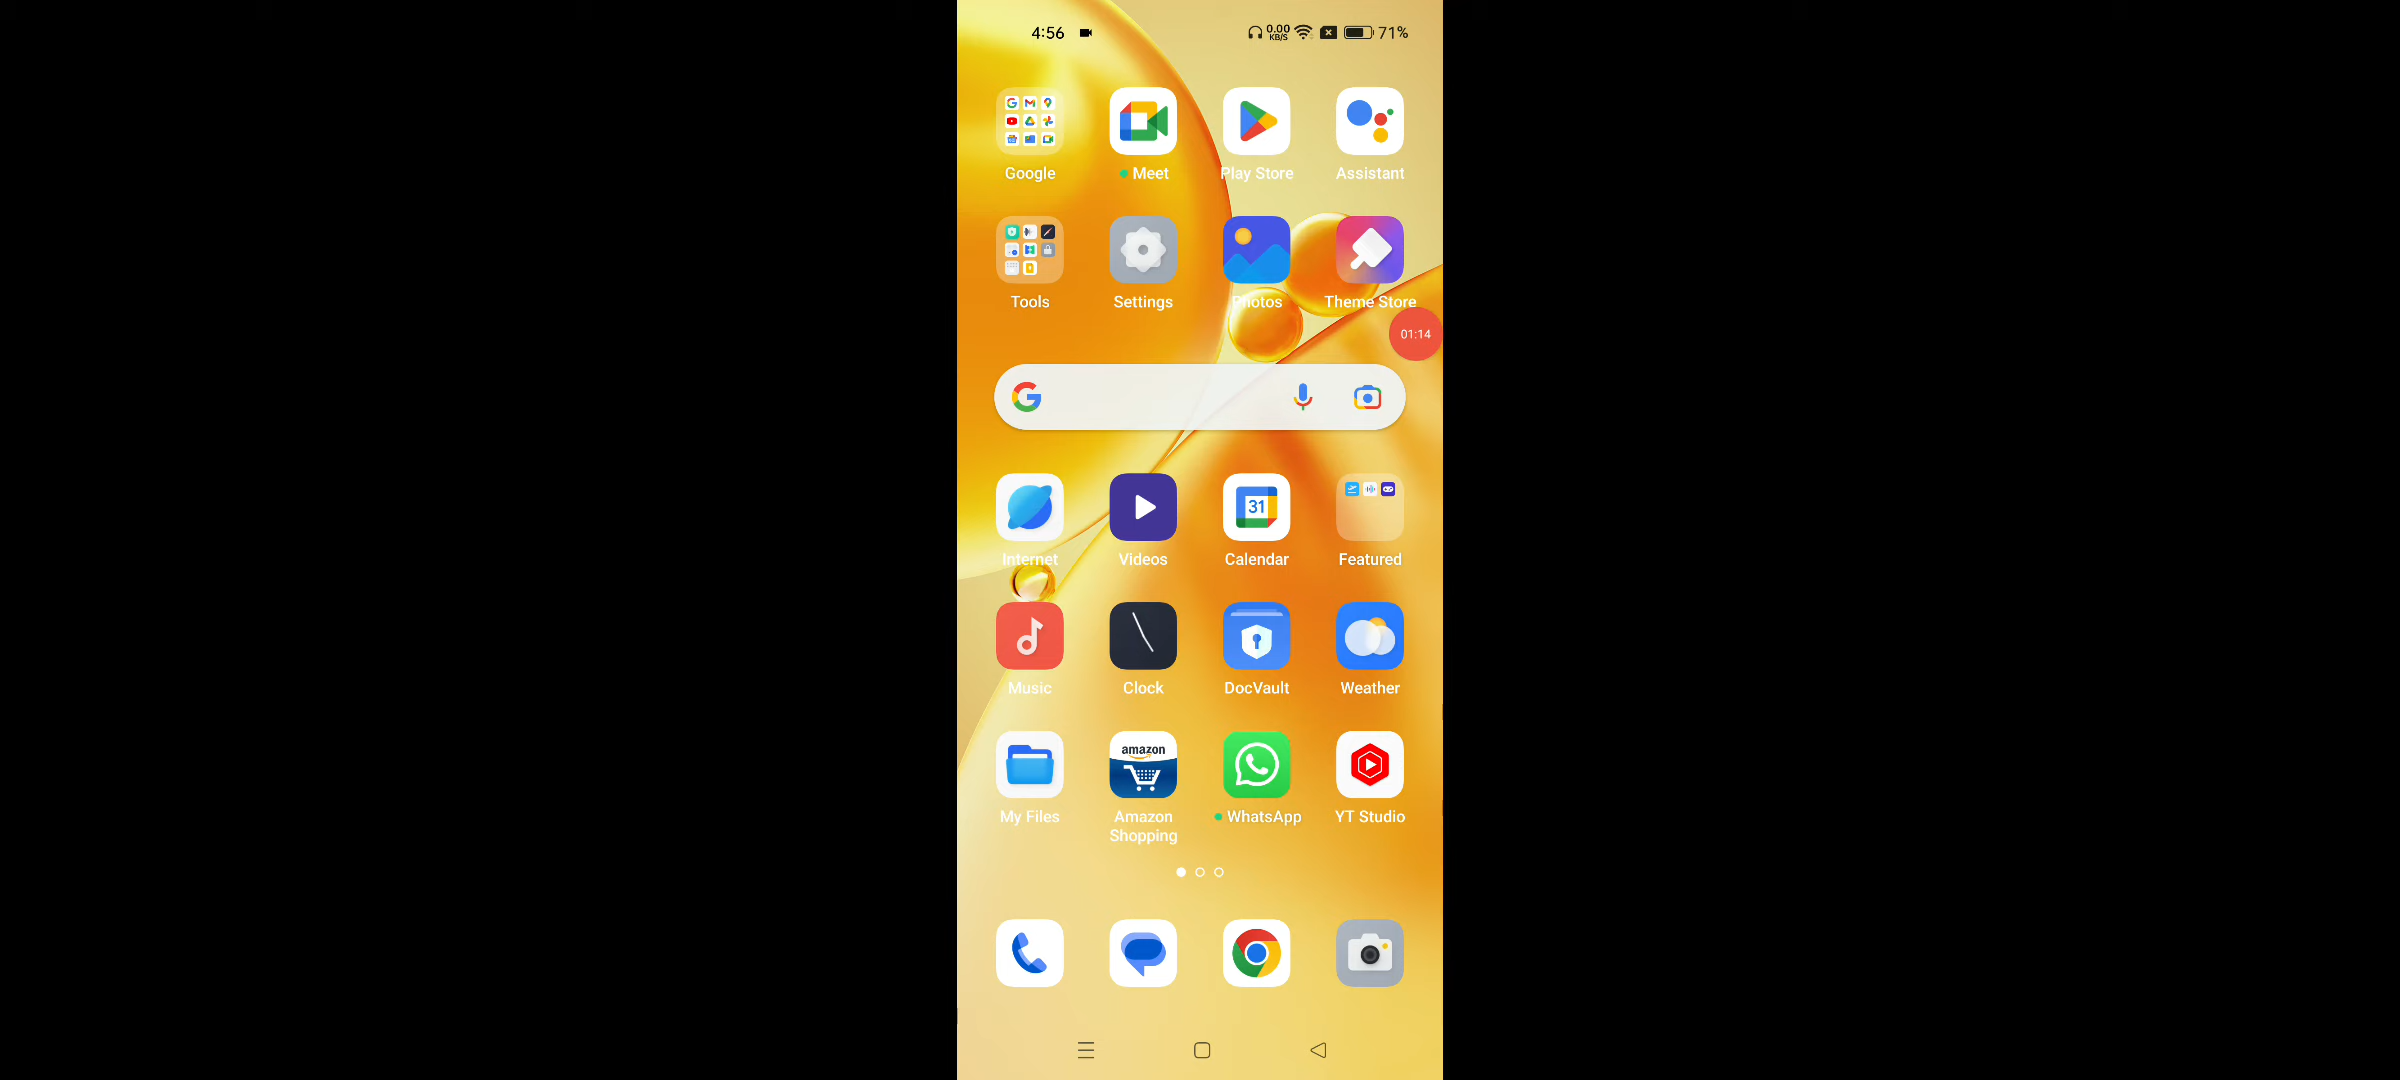 4:56 0.00 KB/S 71%
Google Meet Play Store Assistant
Tools Settings Photos Theme Store
01:14
31
Internet Videos Calendar Featured
Music Clock DocVault Weather
amazon
My Files Amazon Shopping WhatsApp YT Studio